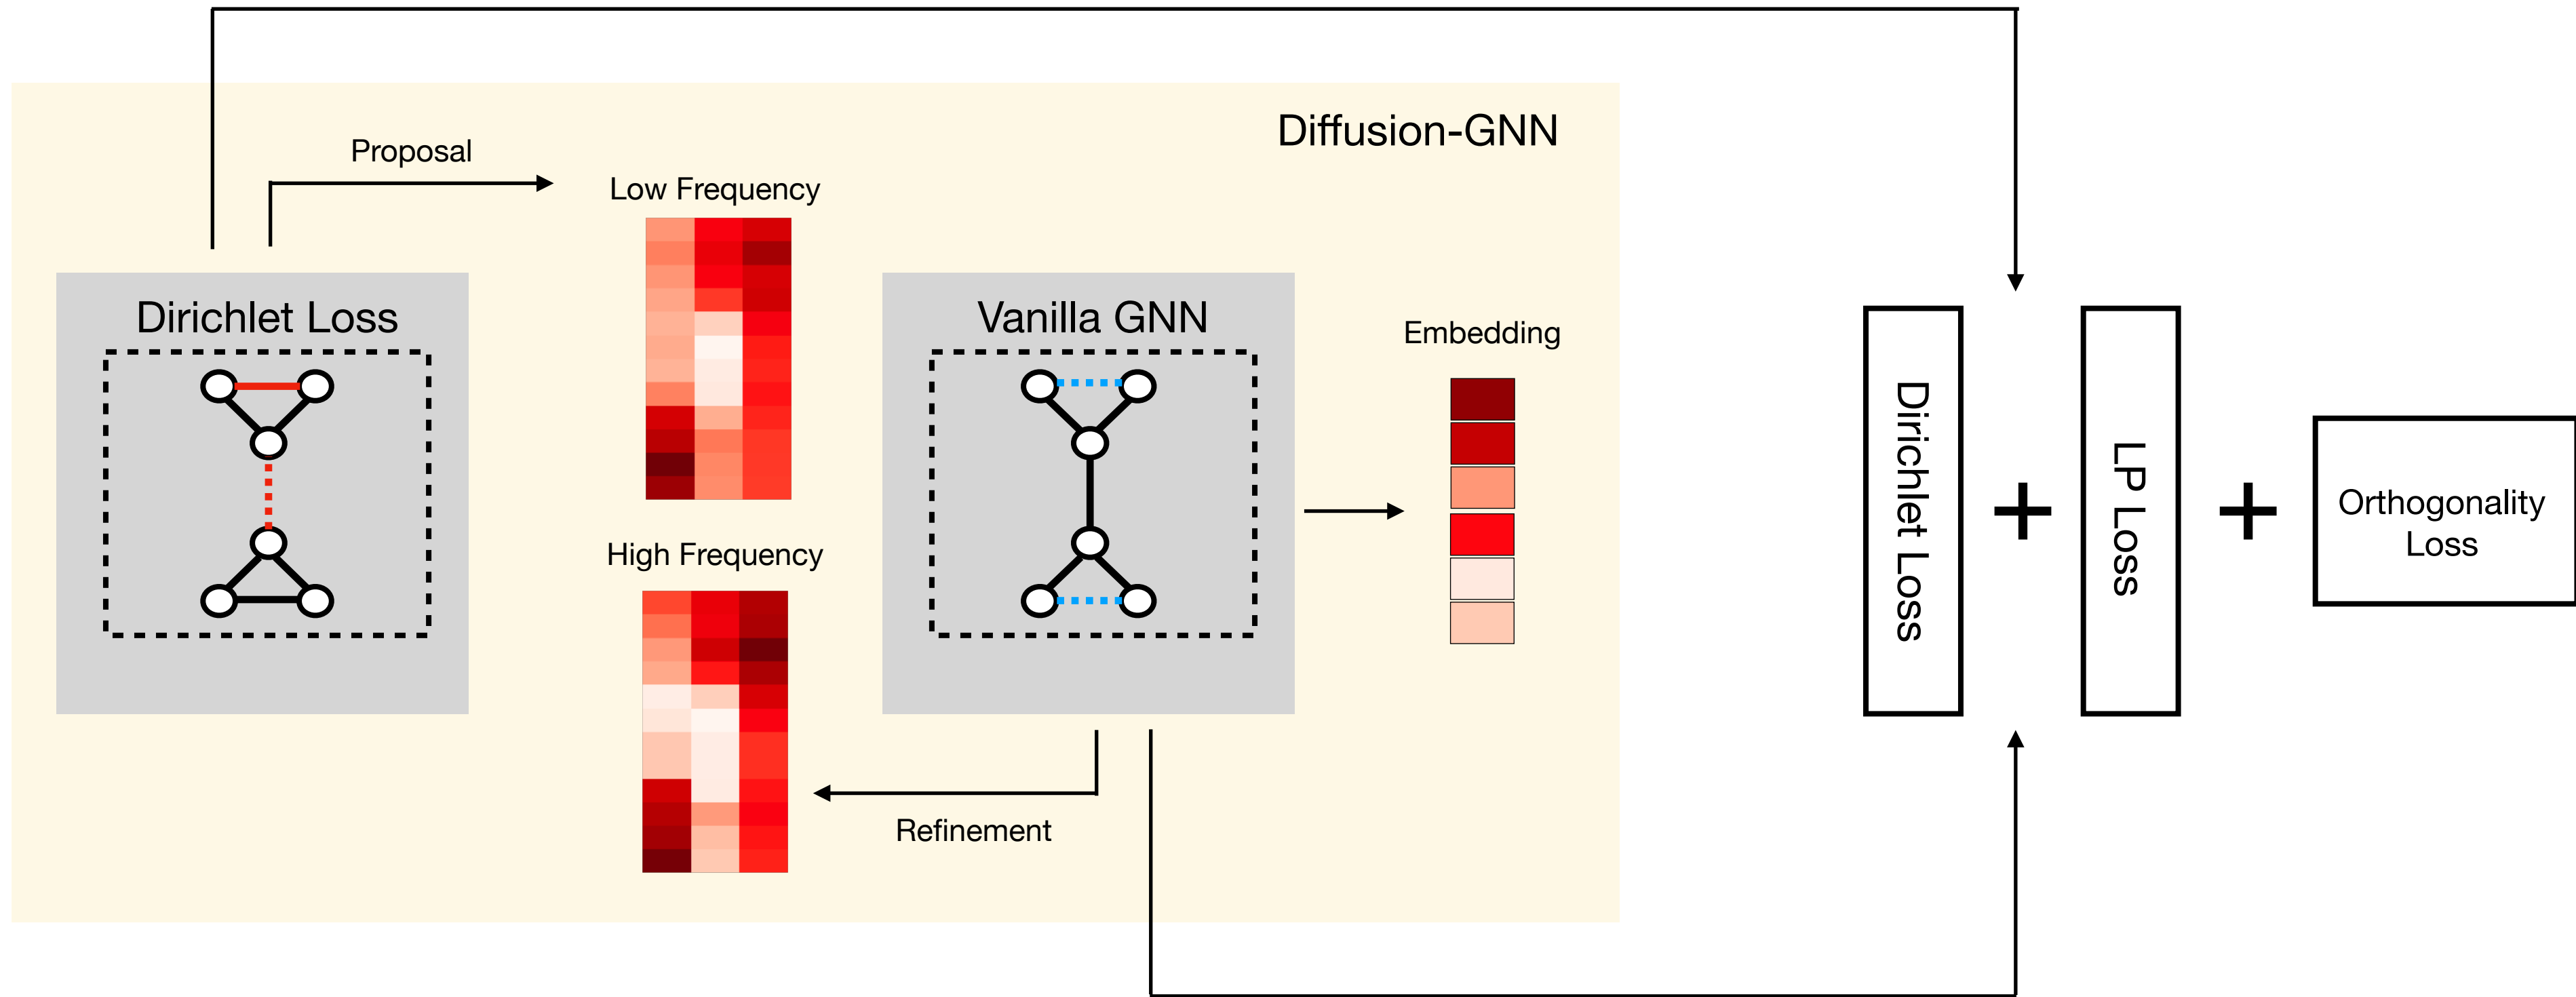 Diffusion-GNN
Proposal
Low Frequency
Dirichlet Loss
Vanilla GNN
Embedding
High Frequency
Refinement
Dirichlet Loss
+
LP Loss
+
Orthogonality
Loss